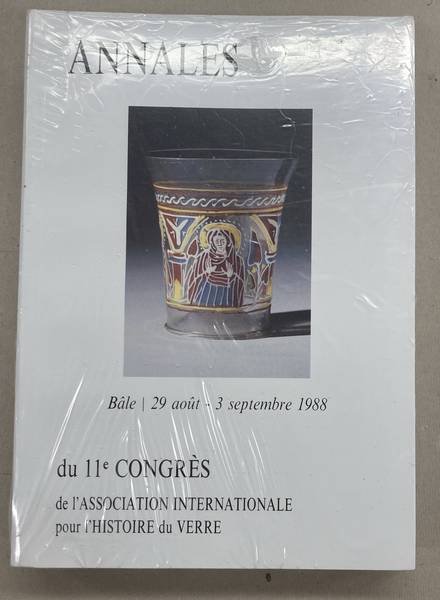 ANNALES
Bâle | 29 août - 3 septembre 1988
du 11e CONGRÈS
de l'ASSOCIATION INTERNATIONALE
pour l'HISTOIRE du VERRE